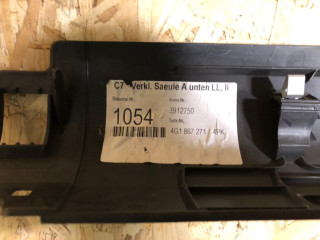 C7 Verkl. Saeule A unten LL, li
1054
3912750
4G1 867 271 / 4PK